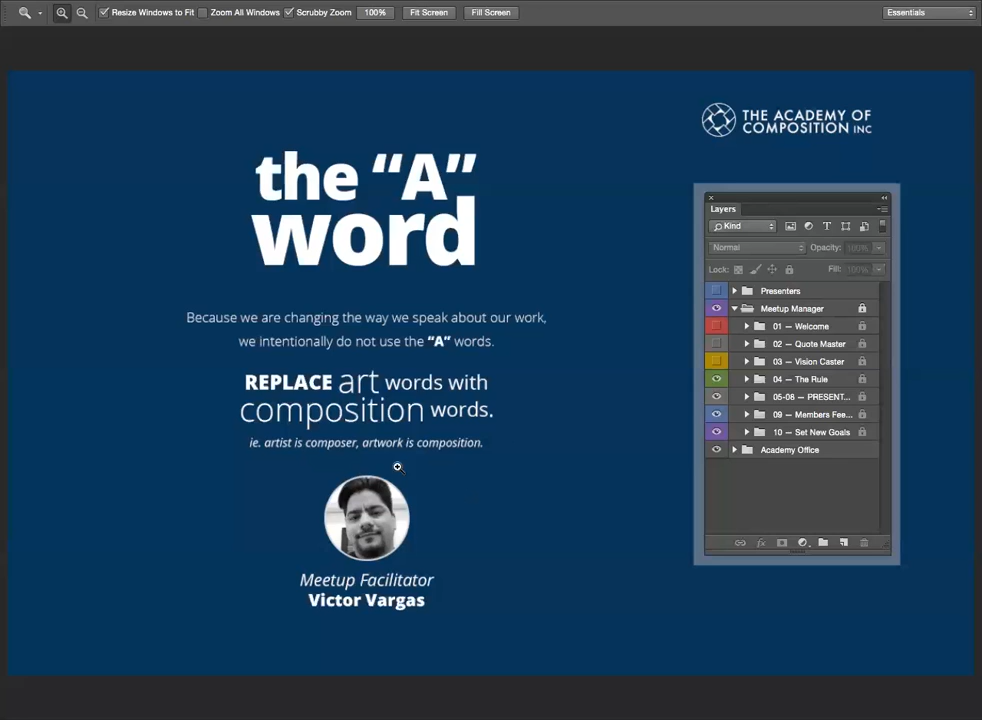 Resize Windows to Fit Zoom All Windows Scrubby Zoom 100% Fit Screen Fill Screen Essentials
THE ACADEMY OF
COMPOSITION INC
the “A”
word
Because we are changing the way we speak about our work,
we intentionally do not use the “A” words.
REPLACE art words with
composition words.
ie. artist is composer, artwork is composition.
Meetup Facilitator
Victor Vargas
Layers
Kind
Normal Opacity: 100%
Lock: Fill: 100%
Presenters
Meetup Manager
01 — Welcome
02 — Quote Master
03 — Vision Caster
04 — The Rule
05-08 — PRESENT...
09 — Members Fee...
10 — Set New Goals
Academy Office